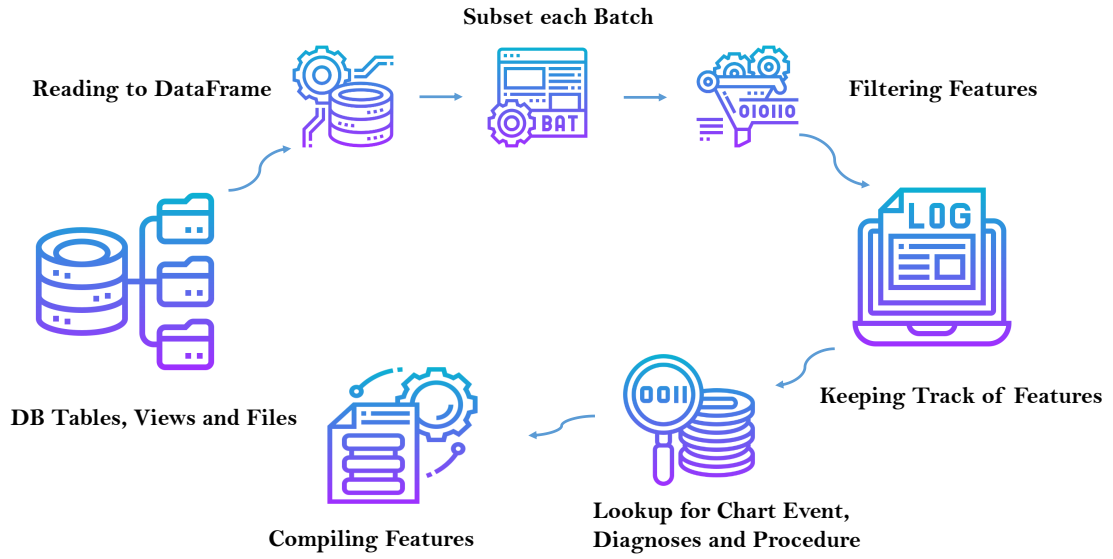 Subset each Batch
Reading to DataFrame
BAT
010110
Filtering Features
LOG
DB Tables, Views and Files
0011
Keeping Track of Features
Lookup for Chart Event,
Diagnoses and Procedure
Compiling Features